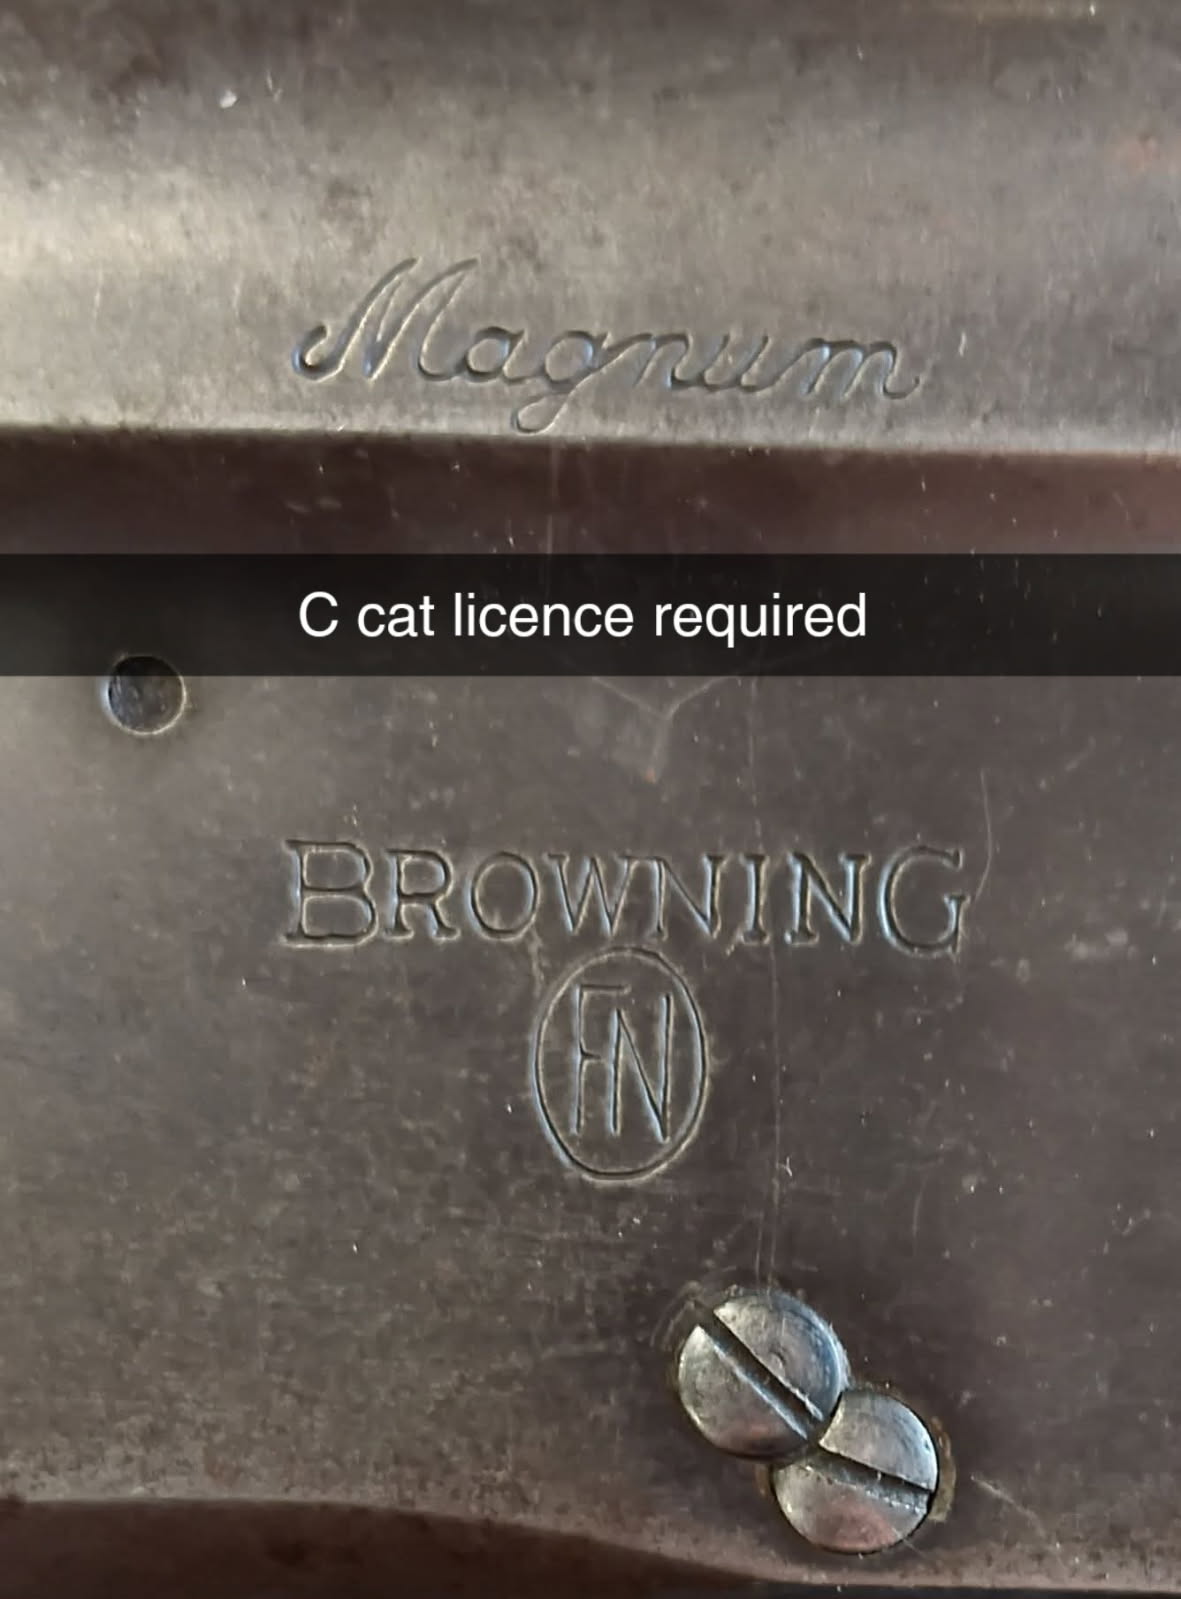 Magnum
C cat licence required
BROWNING
FN